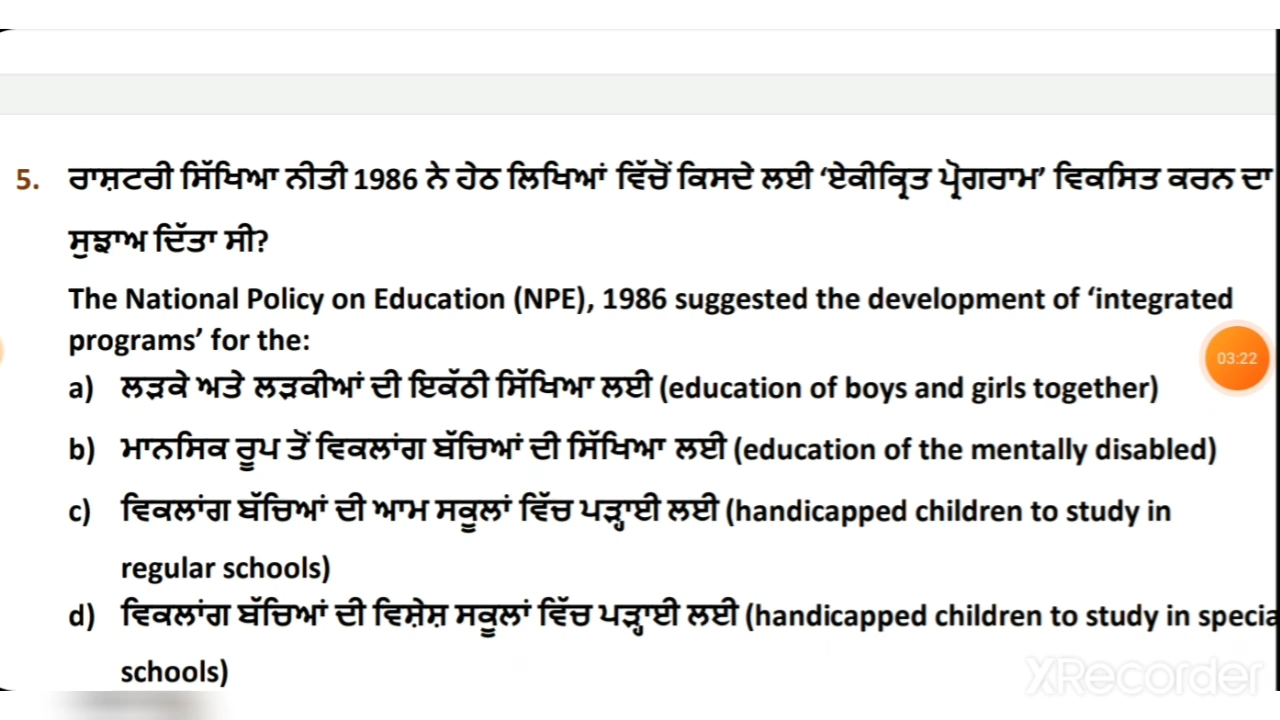 5. ਰਾਸ਼ਟਰੀ ਸਿੱਖਿਆ ਨੀਤੀ 1986 ਨੇ ਹੇਠ ਲਿਖਿਆਂ ਵਿੱਚੋਂ ਕਿਸਦੇ ਲਈ ‘ਏਕੀਕ੍ਰਿਤ ਪ੍ਰੋਗਰਾਮ’ ਵਿਕਸਿਤ ਕਰਨ ਦਾ
ਸੁਝਾਅ ਦਿੱਤਾ ਸੀ?
The National Policy on Education (NPE), 1986 suggested the development of ‘integrated
programs’ for the:
03:22
a) ਲੜਕੇ ਅਤੇ ਲੜਕੀਆਂ ਦੀ ਇਕੱਠੀ ਸਿੱਖਿਆ ਲਈ (education of boys and girls together)
b) ਮਾਨਸਿਕ ਰੂਪ ਤੋਂ ਵਿਕਲਾਂਗ ਬੱਚਿਆਂ ਦੀ ਸਿੱਖਿਆ ਲਈ (education of the mentally disabled)
c) ਵਿਕਲਾਂਗ ਬੱਚਿਆਂ ਦੀ ਆਮ ਸਕੂਲਾਂ ਵਿੱਚ ਪੜ੍ਹਾਈ ਲਈ (handicapped children to study in
regular schools)
d) ਵਿਕਲਾਂਗ ਬੱਚਿਆਂ ਦੀ ਵਿਸ਼ੇਸ਼ ਸਕੂਲਾਂ ਵਿੱਚ ਪੜ੍ਹਾਈ ਲਈ (handicapped children to study in specia
schools)
XRecorder